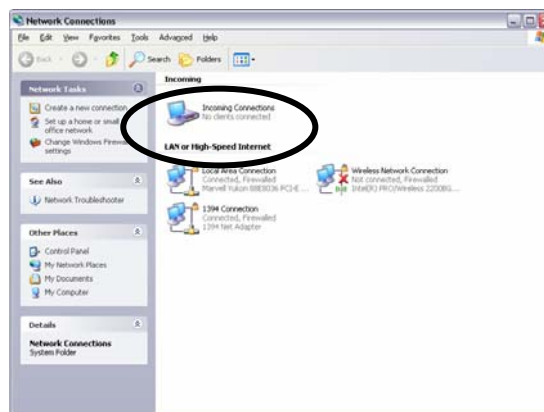 Network Connections
File Edit View Favorites Tools Advanced Help
Back Search Folders
Network Tasks
Create a new connection
Set up a home or small office network
Change Windows Firewall settings
See Also
Network Troubleshooter
Other Places
Control Panel
My Network Places
My Documents
My Computer
Details
Network Connections
System Folder
Incoming
Incoming Connections
No clients connected
LAN or High-Speed Internet
Local Area Connection
Connected, Firewalled
Marvell Yukon 88E8036 PCI-E ...
Wireless Network Connection
Not connected, Firewalled
Intel(R) PRO/Wireless 2200BG...
1394 Connection
Connected, Firewalled
1394 Net Adapter